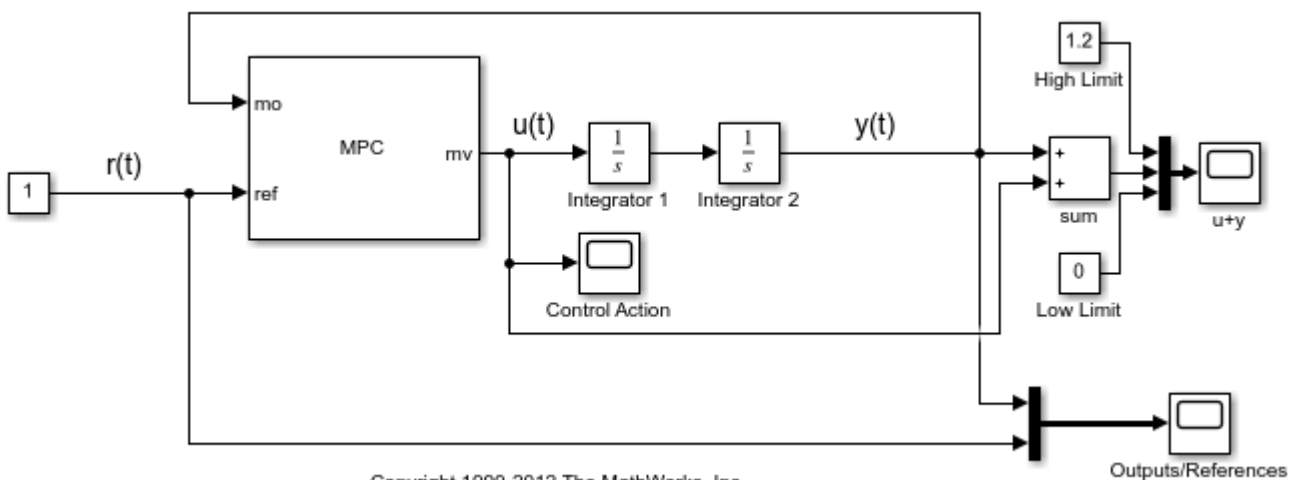 1.2
High Limit
mo
MPC
u(t)
y(t)
r(t)
mv
1
s
1
s
+
1
ref
Integrator 1
Integrator 2
+
sum
u+y
0
Control Action
Low Limit
Outputs/References